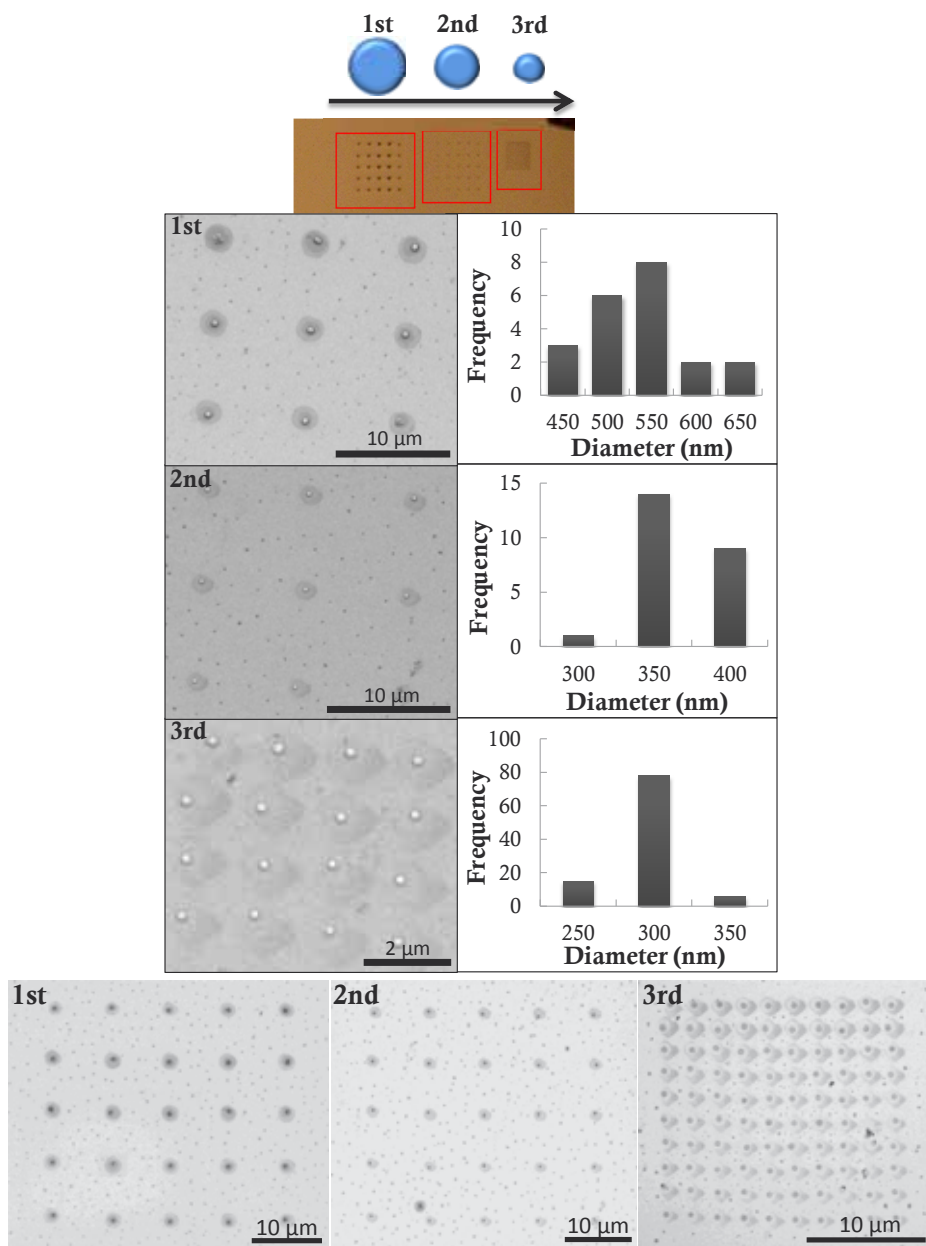 1st 2nd 3rd
1st
10 µm
10
8
6
4
2
0
Frequency
450 500 550 600 650
Diameter (nm)
2nd
10 µm
15
10
5
0
Frequency
300 350 400
Diameter (nm)
3rd
2 µm
100
80
60
40
20
0
Frequency
250 300 350
Diameter (nm)
1st 2nd 3rd
10 µm 10 µm 10 µm